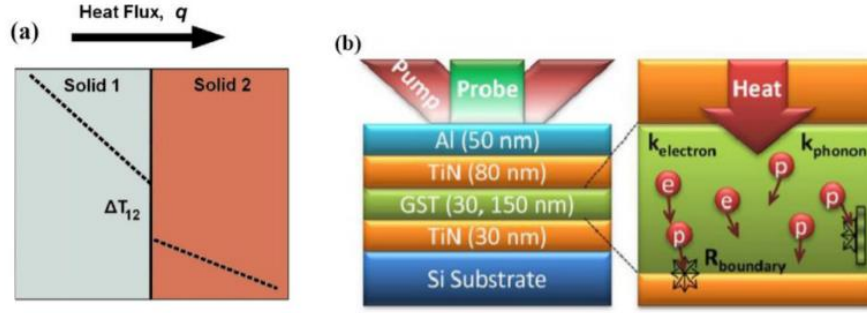 Heat Flux, q
(a)
Solid 1 Solid 2
ΔT12
(b)
Pump Probe
Al (50 nm)
TiN (80 nm)
GST (30, 150 nm)
TiN (30 nm)
Si Substrate
Heat
kelectron kphonon
e
e
p
p
p
p
p
Rboundary